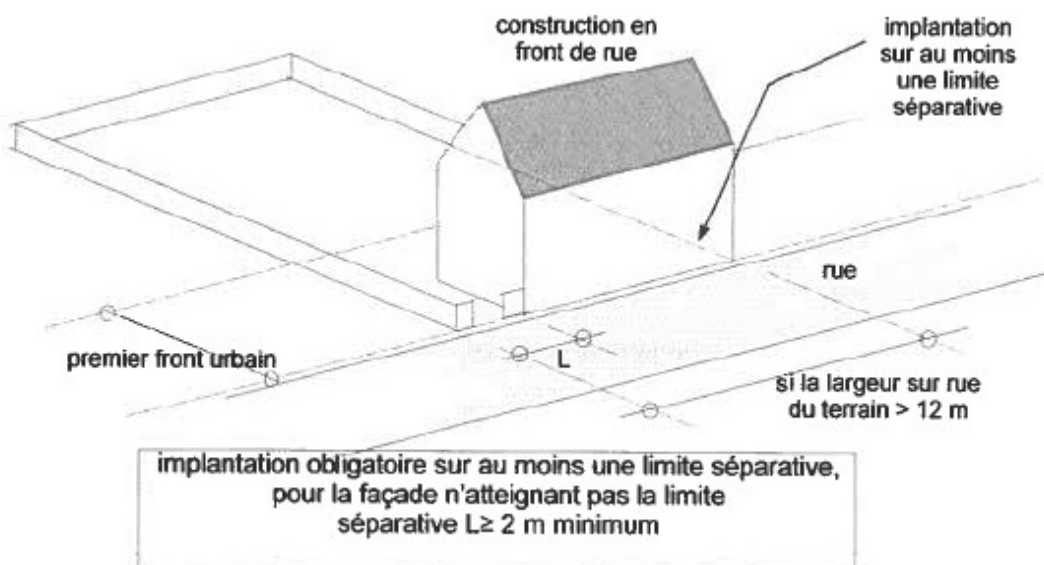 construction en
front de rue
implantation
sur au moins
une limite
séparative
rue
premier front urbain
L
si la largeur sur rue
du terrain > 12 m
implantation obligatoire sur au moins une limite séparative,
pour la façade n'atteignant pas la limite
séparative L≥ 2 m minimum